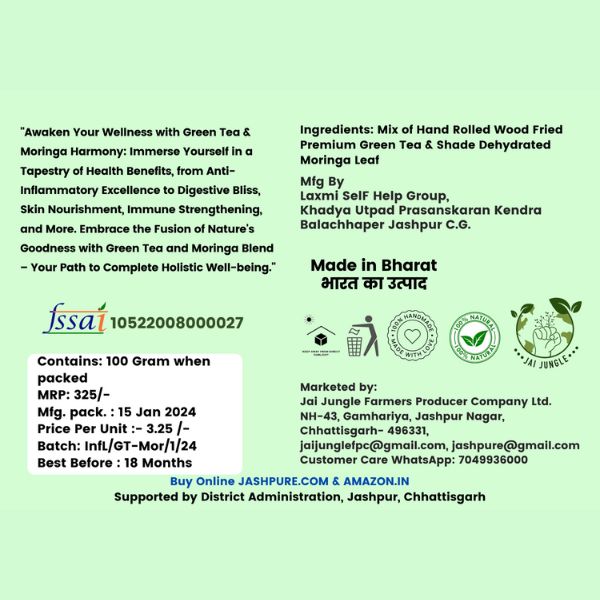 "Awaken Your Wellness with Green Tea &
Moringa Harmony: Immerse Yourself in a
Tapestry of Health Benefits, from Anti-
Inflammatory Excellence to Digestive Bliss,
Skin Nourishment, Immune Strengthening,
and More. Embrace the Fusion of Nature's
Goodness with Green Tea and Moringa Blend
– Your Path to Complete Holistic Well-being."
fssai 10522008000027
Contains: 100 Gram when
packed
MRP: 325/-
Mfg. pack. : 15 Jan 2024
Price Per Unit :- 3.25 /-
Batch: InfL/GT-Mor/1/24
Best Before : 18 Months
Ingredients: Mix of Hand Rolled Wood Fried
Premium Green Tea & Shade Dehydrated
Moringa Leaf
Mfg By
Laxmi SelF Help Group,
Khadya Utpad Prasanskaran Kendra
Balachhaper Jashpur C.G.
Made in Bharat
भारत का उत्पाद
KEEP AWAY FROM DIRECT
SUNLIGHT
100% HANDMADE
MADE WITH LOVE
100% NATURAL
100% NATURAL
JAI JUNGLE
Marketed by:
Jai Jungle Farmers Producer Company Ltd.
NH-43, Gamhariya, Jashpur Nagar,
Chhattisgarh- 496331,
jaijunglefpc@gmail.com, jashpure@gmail.com
Customer Care WhatsApp: 7049936000
Buy Online JASHPURE.COM & AMAZON.IN
Supported by District Administration, Jashpur, Chhattisgarh